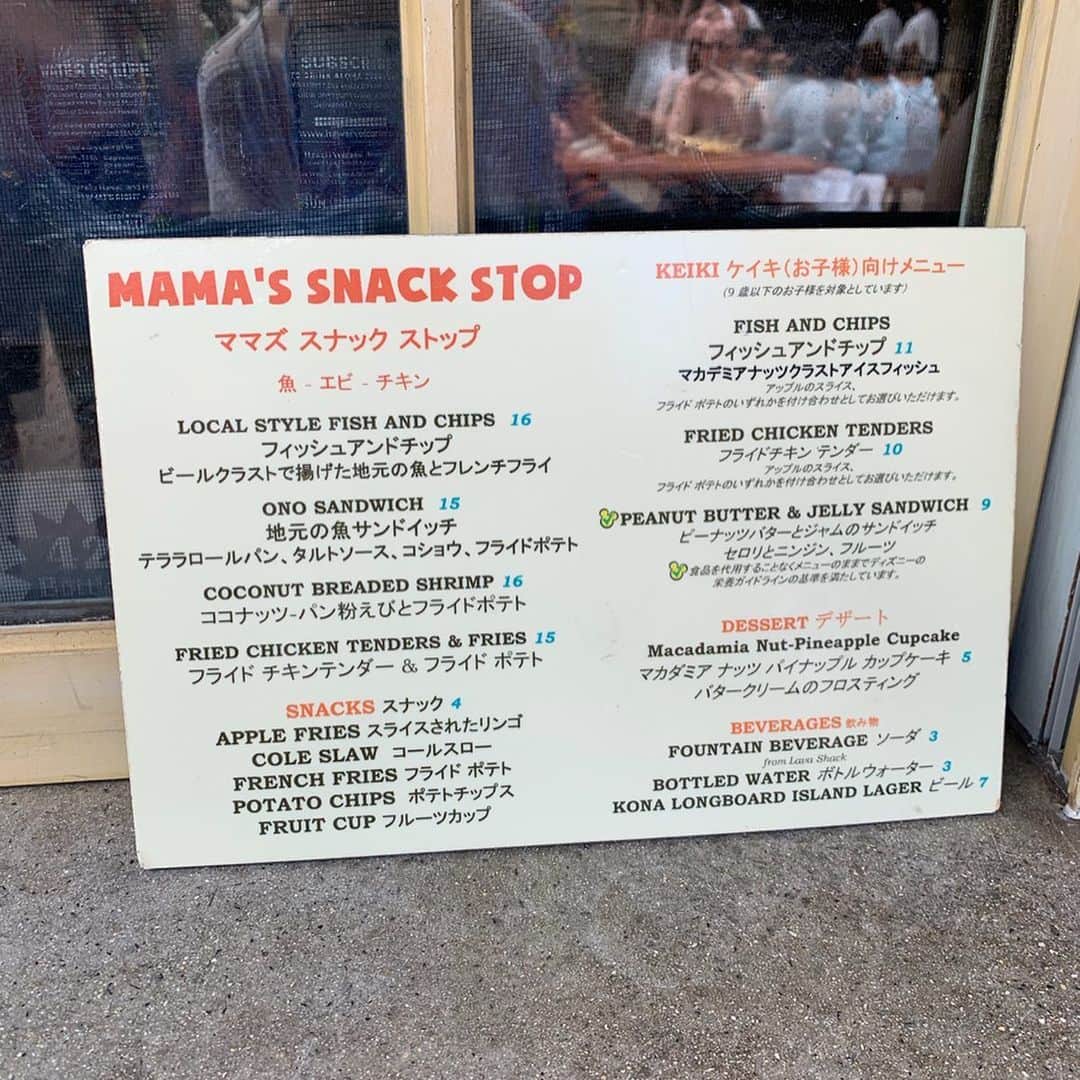 MAMA'S SNACK STOP
ママズ スナック ストップ
魚 - エビ - チキン
LOCAL STYLE FISH AND CHIPS 16
フィッシュアンドチップ
ビールクラストで揚げた地元の魚とフレンチフライ
ONO SANDWICH 15
地元の魚サンドイッチ
テララロールパン、タルトソース、コショウ、フライドポテト
COCONUT BREADED SHRIMP 16
ココナッツ-パン粉えびとフライドポテト
FRIED CHICKEN TENDERS & FRIES 15
フライド チキンテンダー & フライド ポテト
SNACKS スナック 4
APPLE FRIES スライスされたリンゴ
COLE SLAW コールスロー
FRENCH FRIES フライド ポテト
POTATO CHIPS ポテトチップス
FRUIT CUP フルーツカップ
KEIKI ケイキ(お子様)向けメニュー
(9 歳以下のお子様を対象としています)
FISH AND CHIPS
フィッシュアンドチップ 11
マカデミアナッツクラストアイスフィッシュ
アップルのスライス、
フライド ポテトのいずれかを付け合わせとしてお選びいただけます。
FRIED CHICKEN TENDERS
フライドチキン テンダー 10
アップルのスライス、
フライド ポテトのいずれかを付け合わせとしてお選びいただけます。
PEANUT BUTTER & JELLY SANDWICH 9
ピーナッツバターとジャムのサンドイッチ
セロリとニンジン、フルーツ
食品を代用することなくメニューのままでディズニーの
栄養ガイドラインの基準を満たしています。
DESSERT デザート
Macadamia Nut-Pineapple Cupcake
マカダミア ナッツ パイナップル カップケーキ 5
バタークリームのフロスティング
BEVERAGES 飲み物
FOUNTAIN BEVERAGE ソーダ 3
from Lava Shack
BOTTLED WATER ボトルウォーター 3
KONA LONGBOARD ISLAND LAGER ビール 7